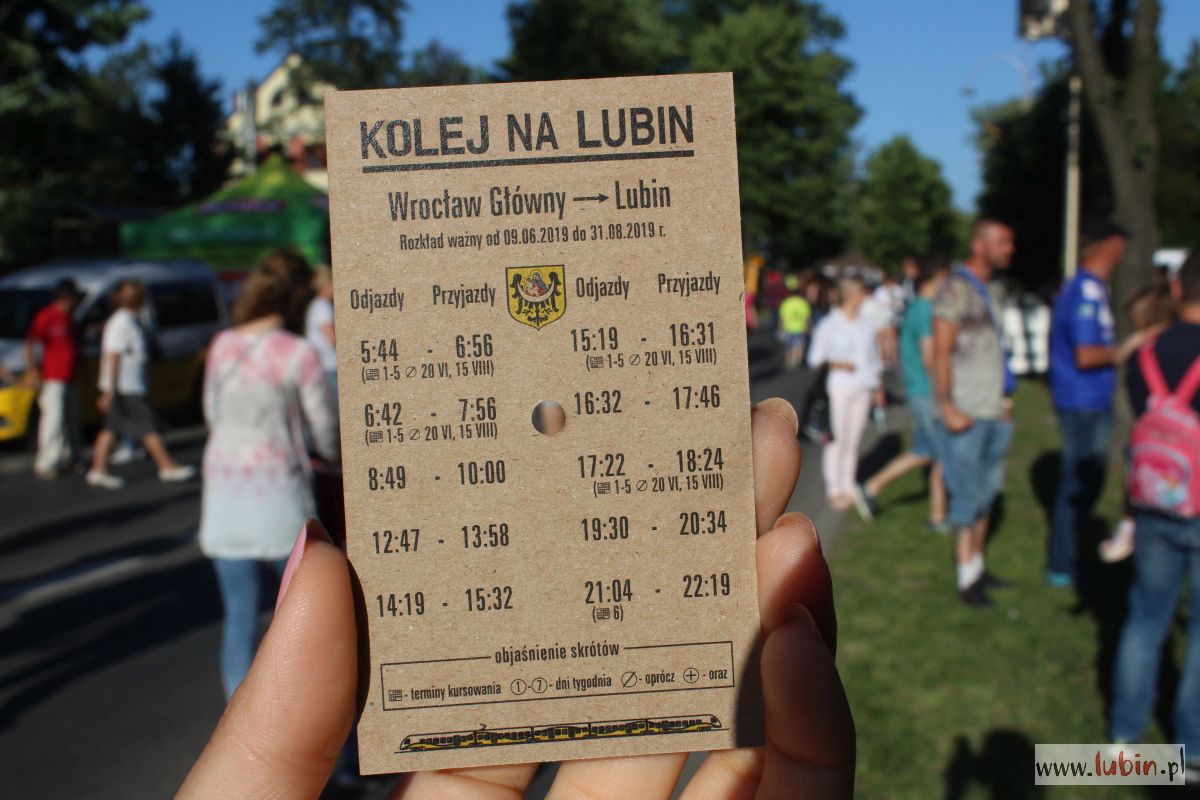 KOLEJ NA LUBIN
Wrocław Główny → Lubin
Rozkład ważny od 09.06.2019 do 31.08.2019 r.
Odjazdy Przyjazdy
5:44 - 6:56
(1-5 ∅ 20 VI, 15 VIII)
6:42 - 7:56
(1-5 ∅ 20 VI, 15 VIII)
8:49 - 10:00
12:47 - 13:58
14:19 - 15:32
Odjazdy Przyjazdy
15:19 - 16:31
(1-5 ∅ 20 VI, 15 VIII)
16:32 - 17:46
17:22 - 18:24
(1-5 ∅ 20 VI, 15 VIII)
19:30 - 20:34
21:04 - 22:19
(6)
objaśnienie skrótów
- terminy kursowania ①-⑦- dni tygodnia ∅- oprócz ⊕- oraz
www.lubin.pl